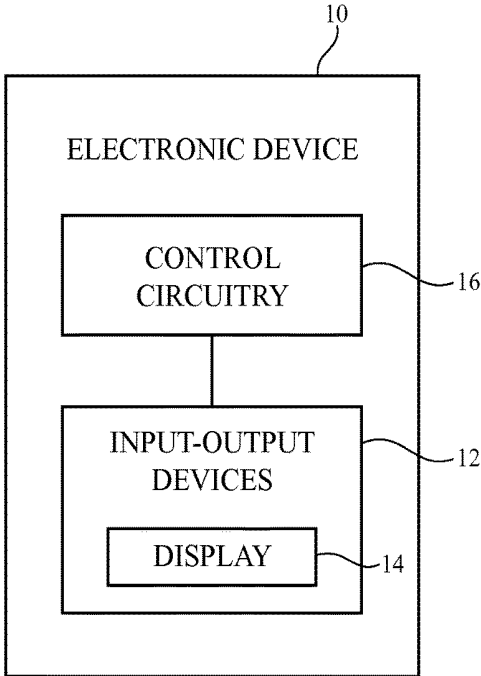 10
ELECTRONIC DEVICE
CONTROL
CIRCUITRY
16
INPUT-OUTPUT
DEVICES
12
DISPLAY
14